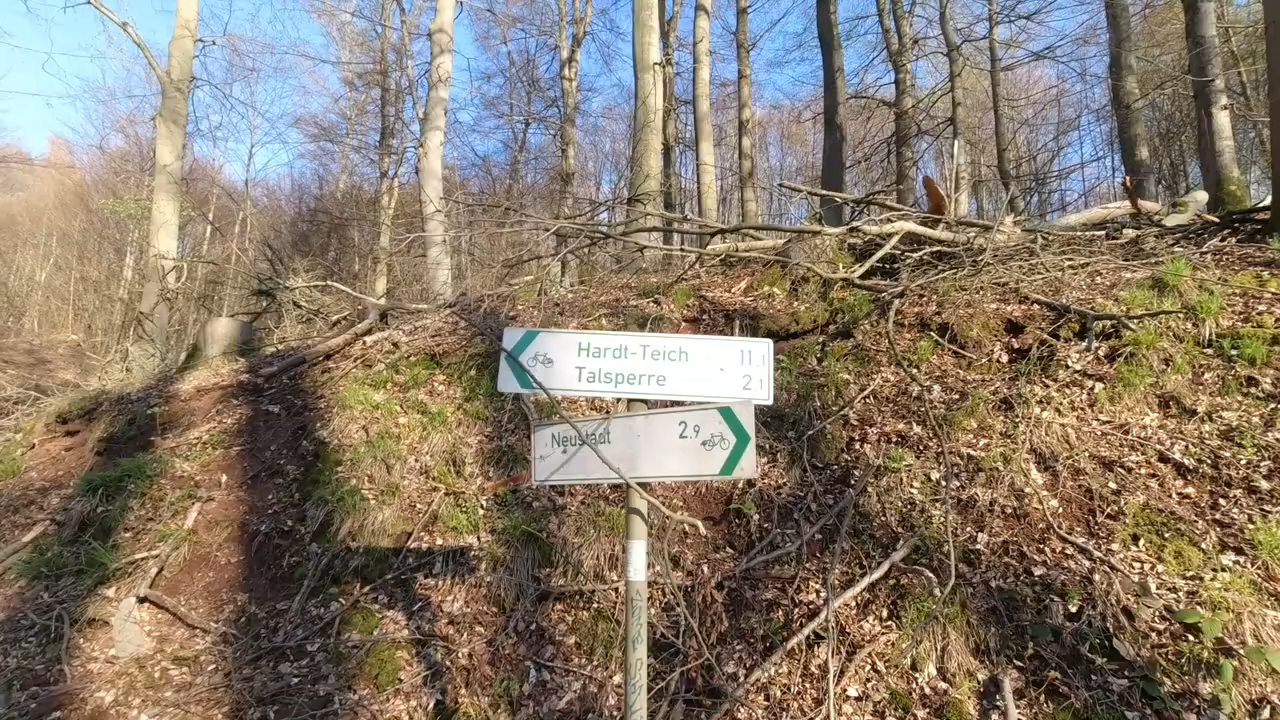 Hardt-Teich 11.1
Talsperre 2.1
Neustadt 2.9